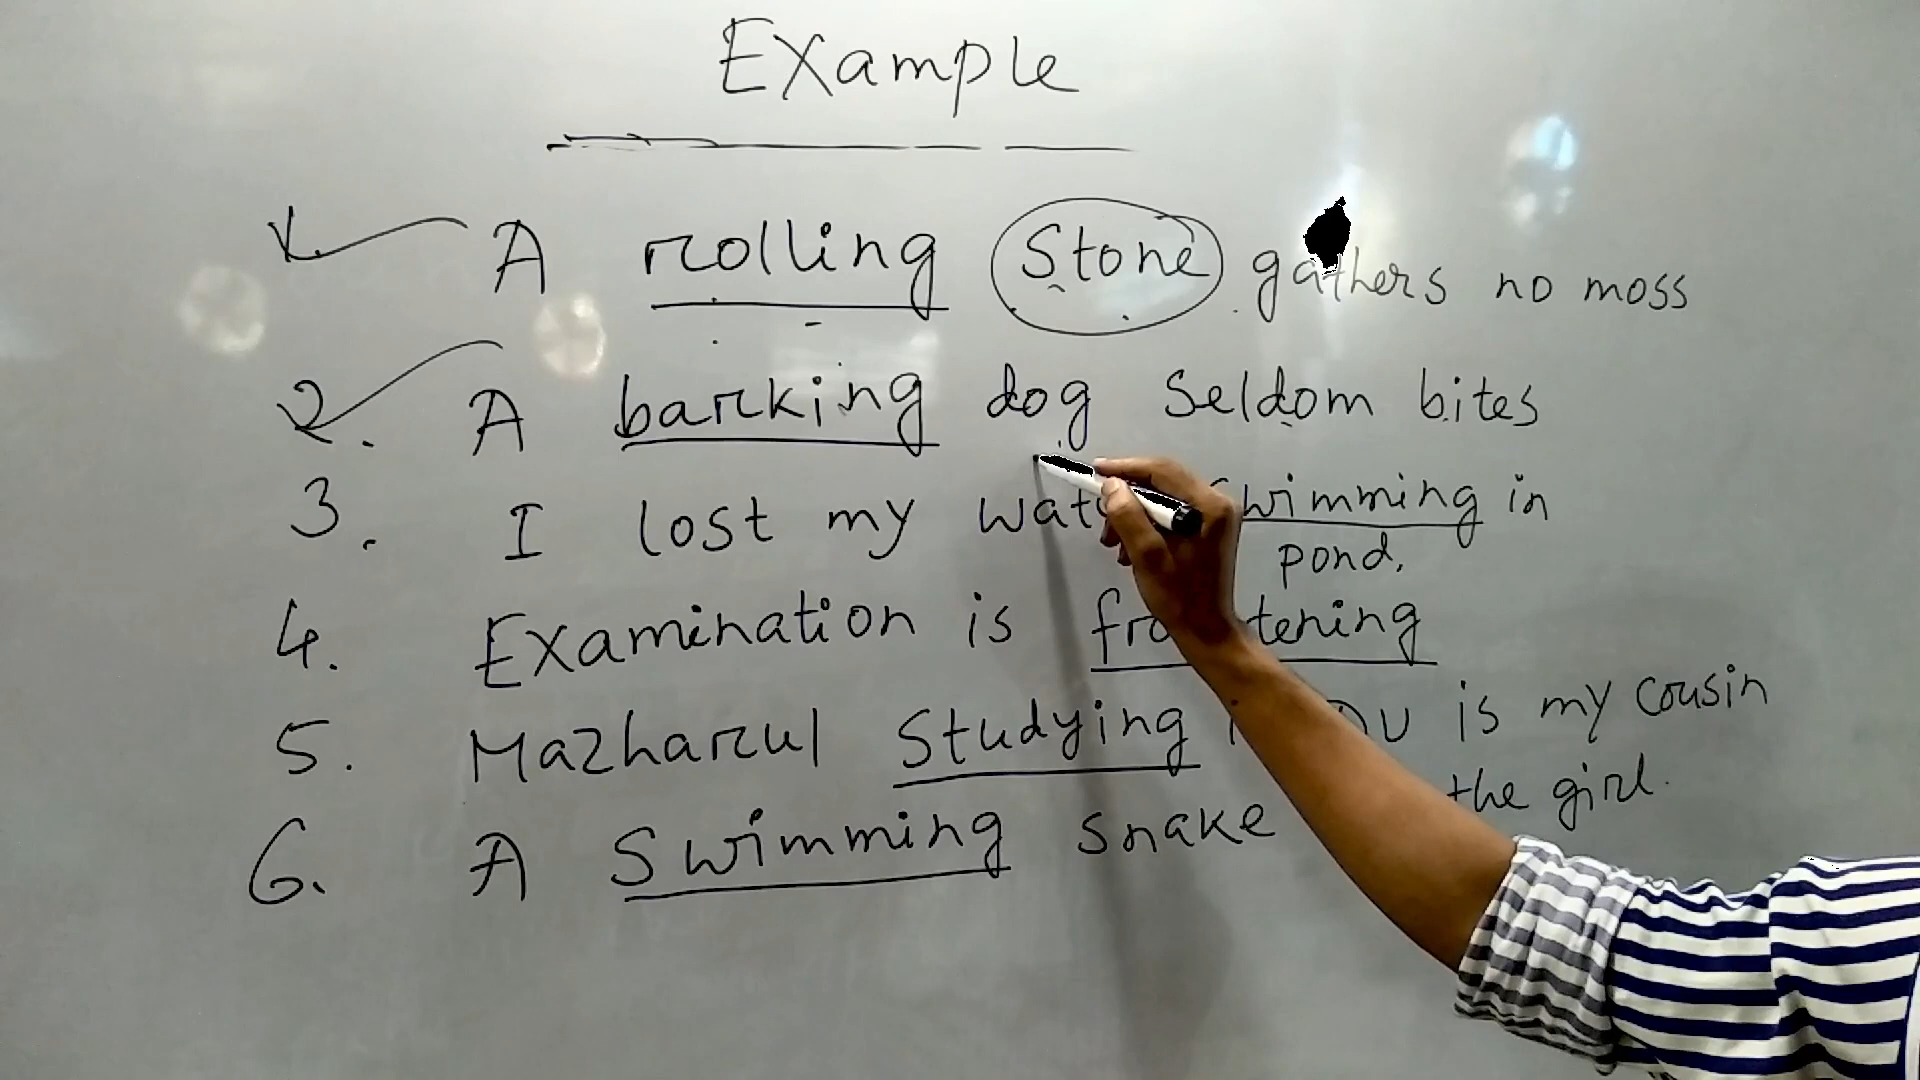 Example
1. A rolling Stone gathers no moss
2. A barking dog Seldom bites
3. I lost my swimming in
pond.
4. Examination is
5. Mazharul Studying DU is my cousin
6. A Swimming snake the girl.